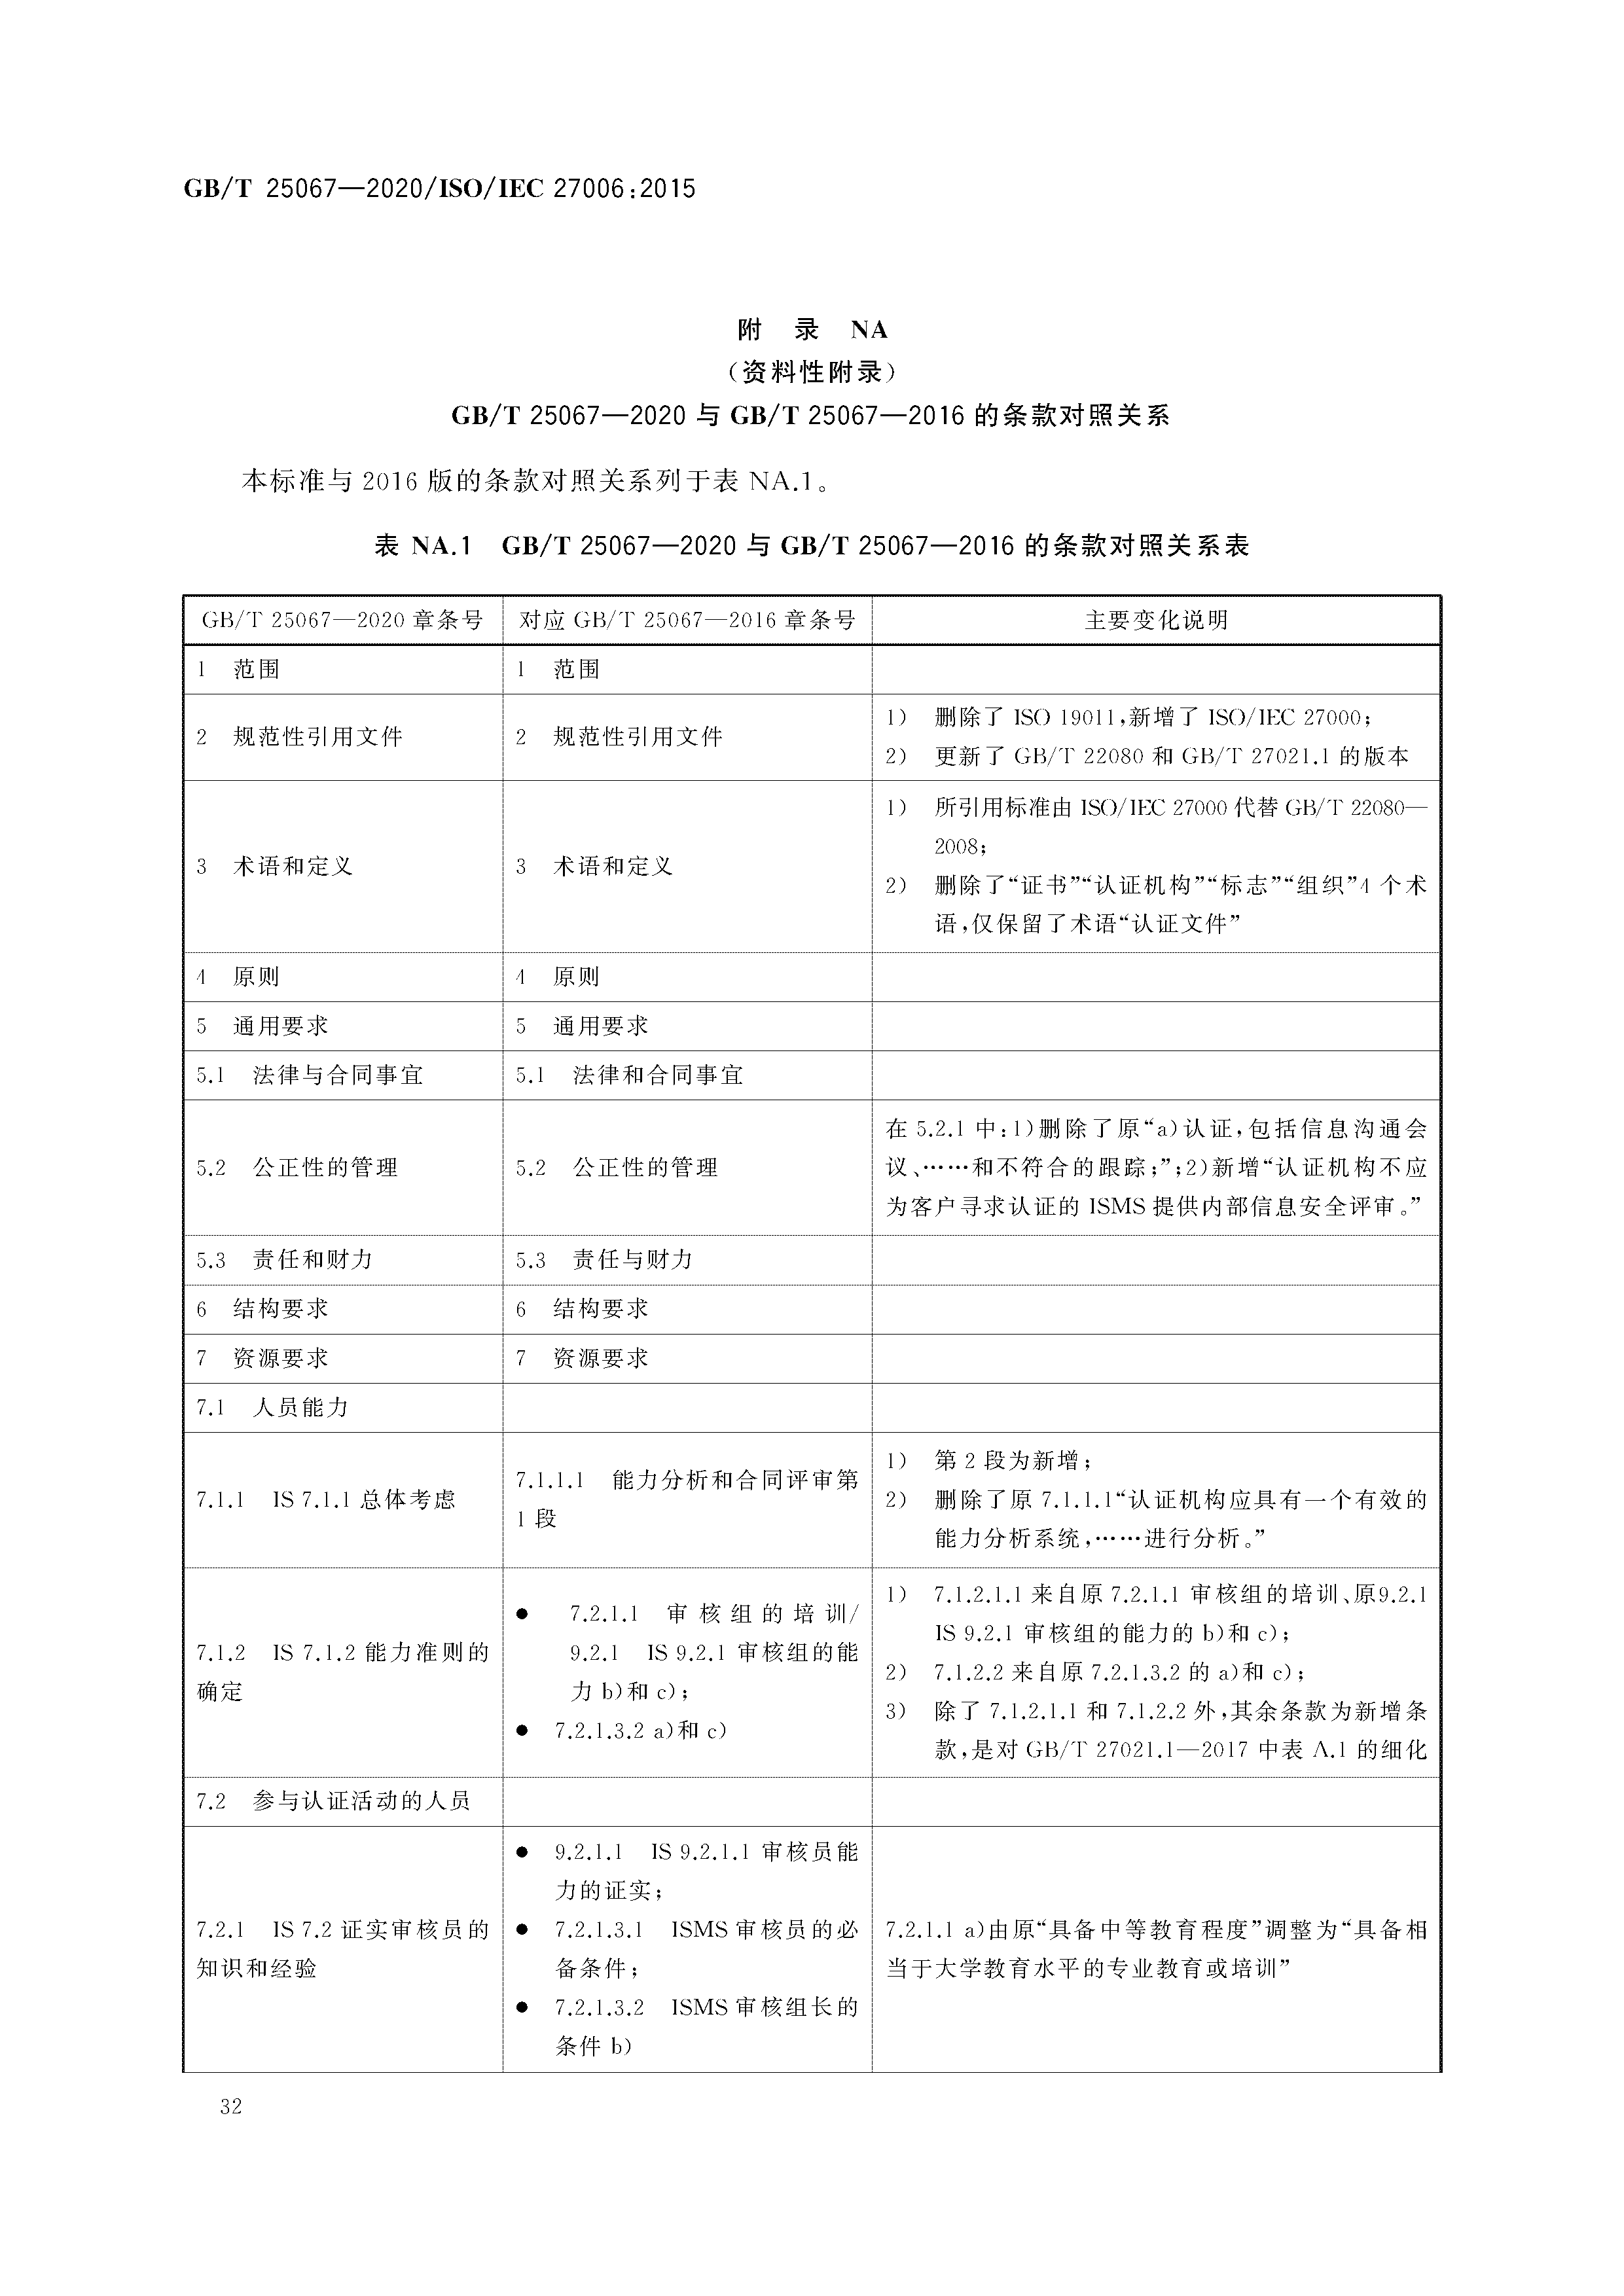 GB/T 25067—2020/ISO/IEC 27006:2015
附 录 NA
(资料性附录)
GB/T 25067—2020 与 GB/T 25067—2016 的条款对照关系
本标准与 2016 版的条款对照关系列于表 NA.1。
表 NA.1 GB/T 25067—2020 与 GB/T 25067—2016 的条款对照关系表
GB/T 25067—2020 章条号 对应 GB/T 25067—2016 章条号 主要变化说明
1 范围 1 范围
2 规范性引用文件 2 规范性引用文件
1) 删除了 ISO 19011,新增了 ISO/IEC 27000;
2) 更新了 GB/T 22080 和 GB/T 27021.1 的版本
3 术语和定义 3 术语和定义
1) 所引用标准由 ISO/IEC 27000 代替 GB/T 22080—
2008;
2) 删除了“证书”“认证机构”“标志”“组织”4 个术
语,仅保留了术语“认证文件”
4 原则 4 原则
5 通用要求 5 通用要求
5.1 法律与合同事宜 5.1 法律和合同事宜
5.2 公正性的管理 5.2 公正性的管理
在 5.2.1 中:1)删除了原“a)认证,包括信息沟通会
议、……和不符合的跟踪;”;2)新增“认证机构不应
为客户寻求认证的 ISMS 提供内部信息安全评审。”
5.3 责任和财力 5.3 责任与财力
6 结构要求 6 结构要求
7 资源要求 7 资源要求
7.1 人员能力
7.1.1 IS 7.1.1 总体考虑
7.1.1.1 能力分析和合同评审第
1 段
1) 第 2 段为新增;
2) 删除了原 7.1.1.1“认证机构应具有一个有效的
能力分析系统,……进行分析。”
7.1.2 IS 7.1.2 能力准则的
确定
● 7.2.1.1 审核组的培训/
9.2.1 IS 9.2.1 审核组的能
力 b)和 c);
● 7.2.1.3.2 a)和 c)
1) 7.1.2.1.1 来自原 7.2.1.1 审核组的培训、原9.2.1
IS 9.2.1 审核组的能力的 b)和 c);
2) 7.1.2.2 来自原 7.2.1.3.2 的 a)和 c);
3) 除了 7.1.2.1.1 和 7.1.2.2 外,其余条款为新增条
款,是对 GB/T 27021.1—2017 中表 A.1 的细化
7.2 参与认证活动的人员
7.2.1 IS 7.2 证实审核员的
知识和经验
● 9.2.1.1 IS 9.2.1.1 审核员能
力的证实;
● 7.2.1.3.1 ISMS 审核员的必
备条件;
● 7.2.1.3.2 ISMS 审核组长的
条件 b)
7.2.1.1 a)由原“具备中等教育程度”调整为“具备相
当于大学教育水平的专业教育或培训”
32